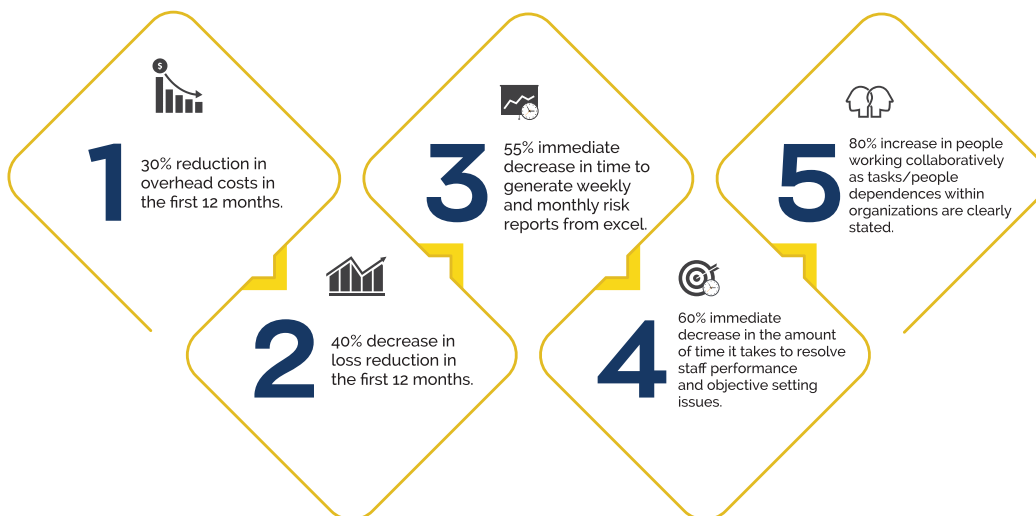 $
1
30% reduction in
overhead costs in
the first 12 months.
2
40% decrease in
loss reduction in
the first 12 months.
3
55% immediate
decrease in time to
generate weekly
and monthly risk
reports from excel.
4
60% immediate
decrease in the amount
of time it takes to resolve
staff performance
and objective setting
issues.
5
80% increase in people
working collaboratively
as tasks/people
dependences within
organizations are clearly
stated.